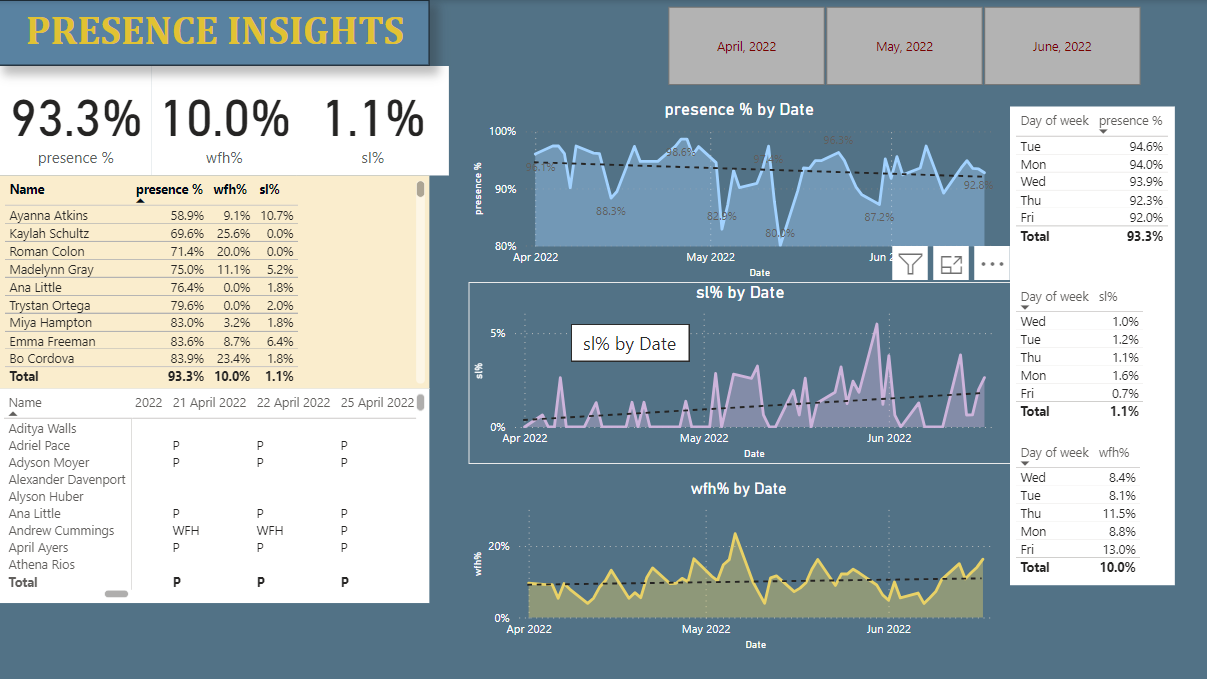 PRESENCE INSIGHTS
April, 2022 May, 2022 June, 2022
93.3% 10.0% 1.1%
presence % wfh% sl%
Name presence % wfh% sl%
Ayanna Atkins 58.9% 9.1% 10.7%
Kaylah Schultz 69.6% 25.6% 0.0%
Roman Colon 71.4% 20.0% 0.0%
Madelynn Gray 75.0% 11.1% 5.2%
Ana Little 76.4% 0.0% 1.8%
Trystan Ortega 79.6% 0.0% 2.0%
Miya Hampton 83.0% 3.2% 1.8%
Emma Freeman 83.6% 8.7% 6.4%
Bo Cordova 83.9% 23.4% 1.8%
Total 93.3% 10.0% 1.1%
Name 2022 21 April 2022 22 April 2022 25 April 2022
Aditya Walls
Adriel Pace P P P
Adyson Moyer P P P
Alexander Davenport
Alyson Huber
Ana Little P P P
Andrew Cummings WFH WFH P
April Ayers P P P
Athena Rios
Total P P P
presence % by Date
presence %
100%
90%
80%
98.6%
96.3%
88.3%
82.9%
80.0%
87.2%
92.8%
Apr 2022 May 2022 Jun 2
Date
sl% by Date
sl% by Date
sl%
5%
0%
Apr 2022 May 2022 Jun 2022
Date
wfh% by Date
wfh%
20%
0%
Apr 2022 May 2022 Jun 2022
Date
Day of week presence %
Tue 94.6%
Mon 94.0%
Wed 93.9%
Thu 92.3%
Fri 92.0%
Total 93.3%
Day of week sl%
Wed 1.0%
Tue 1.2%
Thu 1.1%
Mon 1.6%
Fri 0.7%
Total 1.1%
Day of week wfh%
Wed 8.4%
Tue 8.1%
Thu 11.5%
Mon 8.8%
Fri 13.0%
Total 10.0%